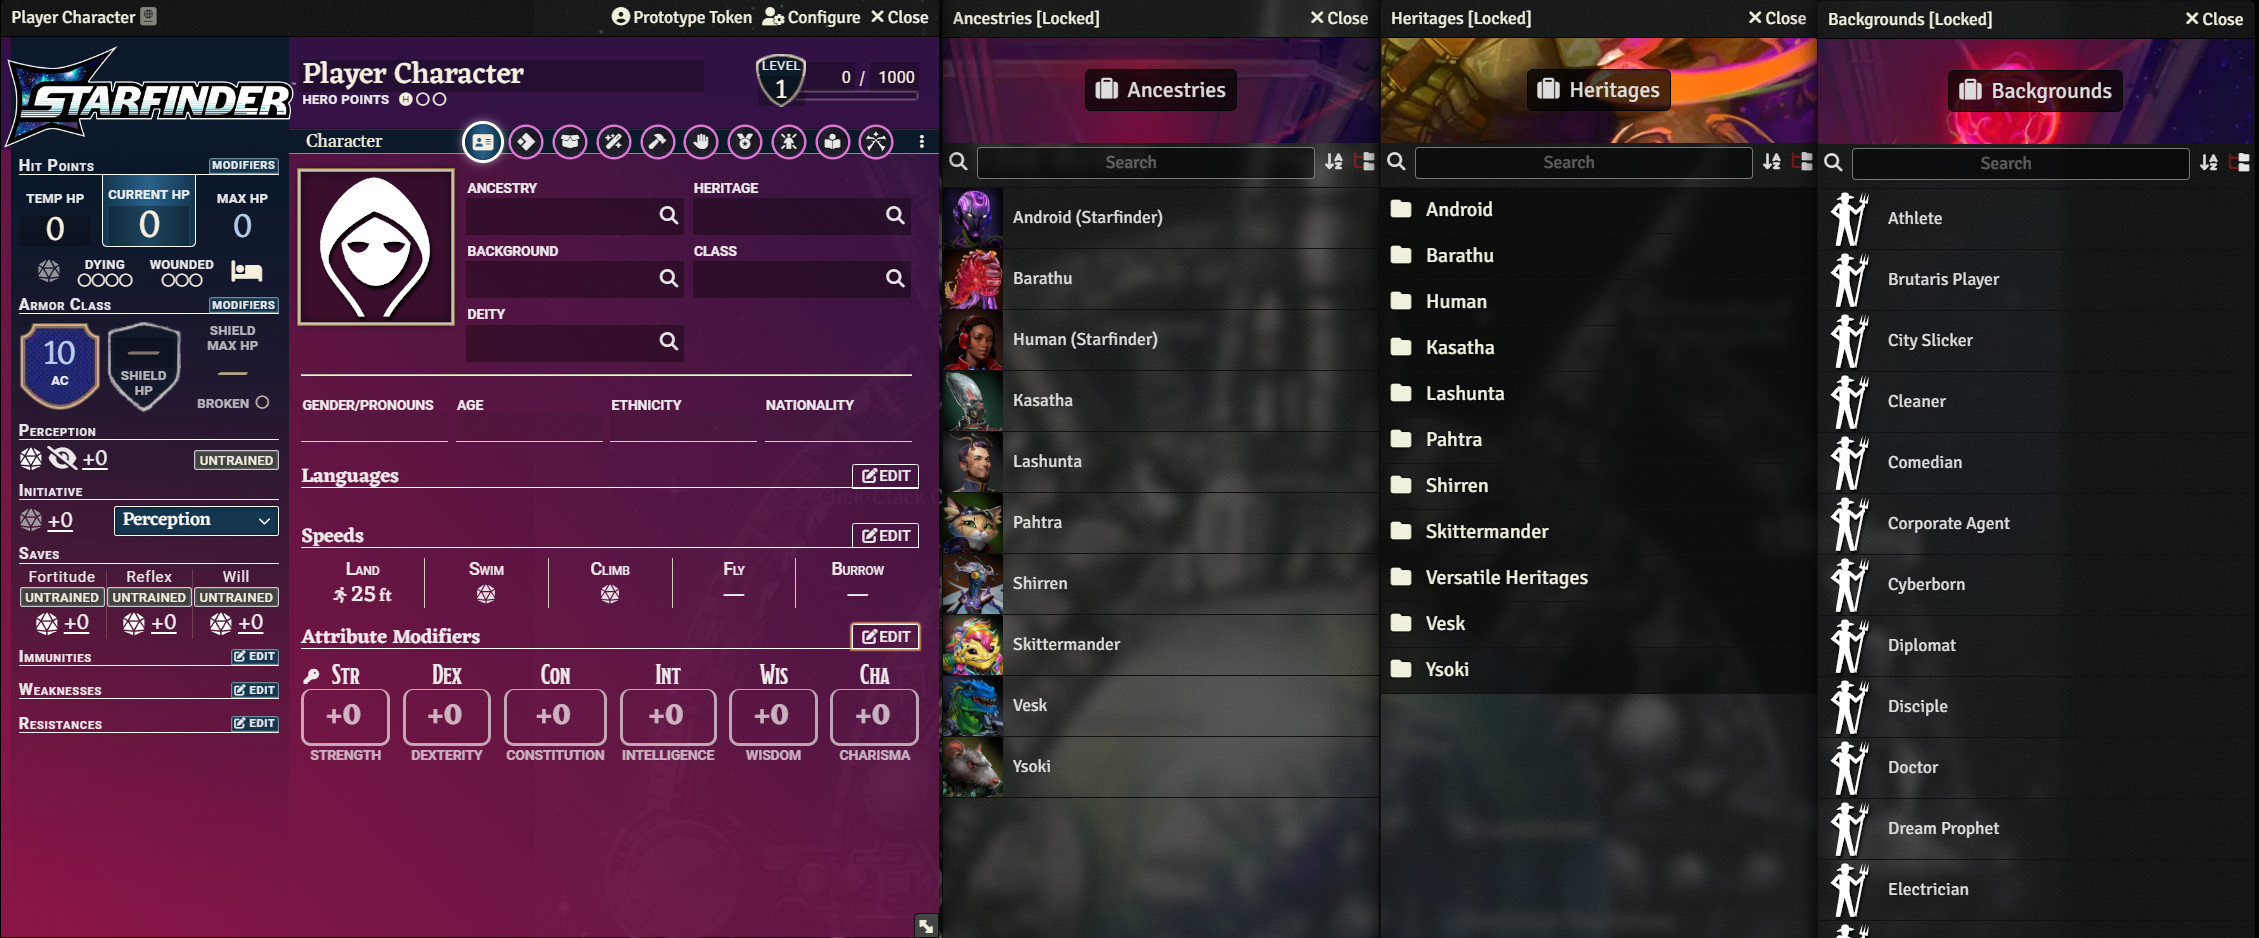 Player Character
Prototype Token
Configure
Close
STARFINDER
Player Character
HERO POINTS
H
LEVEL
1
0 / 1000
Character
HIT POINTS
MODIFIERS
TEMP HP
0
CURRENT HP
0
MAX HP
0
DYING
WOUNDED
ARMOR CLASS
MODIFIERS
10
AC
—
SHIELD
HP
SHIELD
MAX HP
—
BROKEN
PERCEPTION
+0
UNTRAINED
INITIATIVE
+0
Perception
SAVES
Fortitude
Reflex
Will
UNTRAINED
UNTRAINED
UNTRAINED
+0
+0
+0
IMMUNITIES
EDIT
WEAKNESSES
EDIT
RESISTANCES
EDIT
ANCESTRY
HERITAGE
BACKGROUND
CLASS
DEITY
GENDER/PRONOUNS
AGE
ETHNICITY
NATIONALITY
Languages
EDIT
Speeds
EDIT
LAND
25 ft
SWIM
CLIMB
FLY
—
BURROW
—
Attribute Modifiers
EDIT
STR
DEX
CON
INT
WIS
CHA
+0
+0
+0
+0
+0
+0
STRENGTH
DEXTERITY
CONSTITUTION
INTELLIGENCE
WISDOM
CHARISMA
Ancestries [Locked]
Close
Ancestries
Search
Android (Starfinder)
Barathu
Human (Starfinder)
Kasatha
Lashunta
Pahtra
Shirren
Skittermander
Vesk
Ysoki
Heritages [Locked]
Close
Heritages
Search
Android
Barathu
Human
Kasatha
Lashunta
Pahtra
Shirren
Skittermander
Versatile Heritages
Vesk
Ysoki
Backgrounds [Locked]
Close
Backgrounds
Search
Athlete
Brutaris Player
City Slicker
Cleaner
Comedian
Corporate Agent
Cyberborn
Diplomat
Disciple
Doctor
Dream Prophet
Electrician